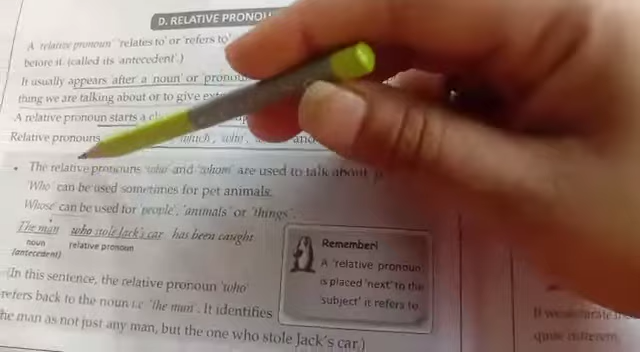 D. RELATIVE PRONOU
A 'relative pronoun' 'relates to' or 'refers to'
before it. (called its 'antecedent'.)
It usually appears after a noun' or 'pronou
thing we are talking about or to give ext
A relative pronoun starts a cl
Relative pronouns which, who, and
• The relative pronouns 'who' and 'whom' are used to talk about p
'Who' can be used sometimes for pet animals.
'Whose' can be used for 'people', 'animals' or 'things'.
The man who stole Jack's car has been caught
noun relative pronoun
(antecedent)
Remember!
A 'relative pronoun'
is placed 'next' to the
'subject' it refers to
(In this sentence, the relative pronoun 'who'
refers back to the noun i.e 'the man'. It identifies
he man as not just any man, but the one who stole Jack's car.)
quite different